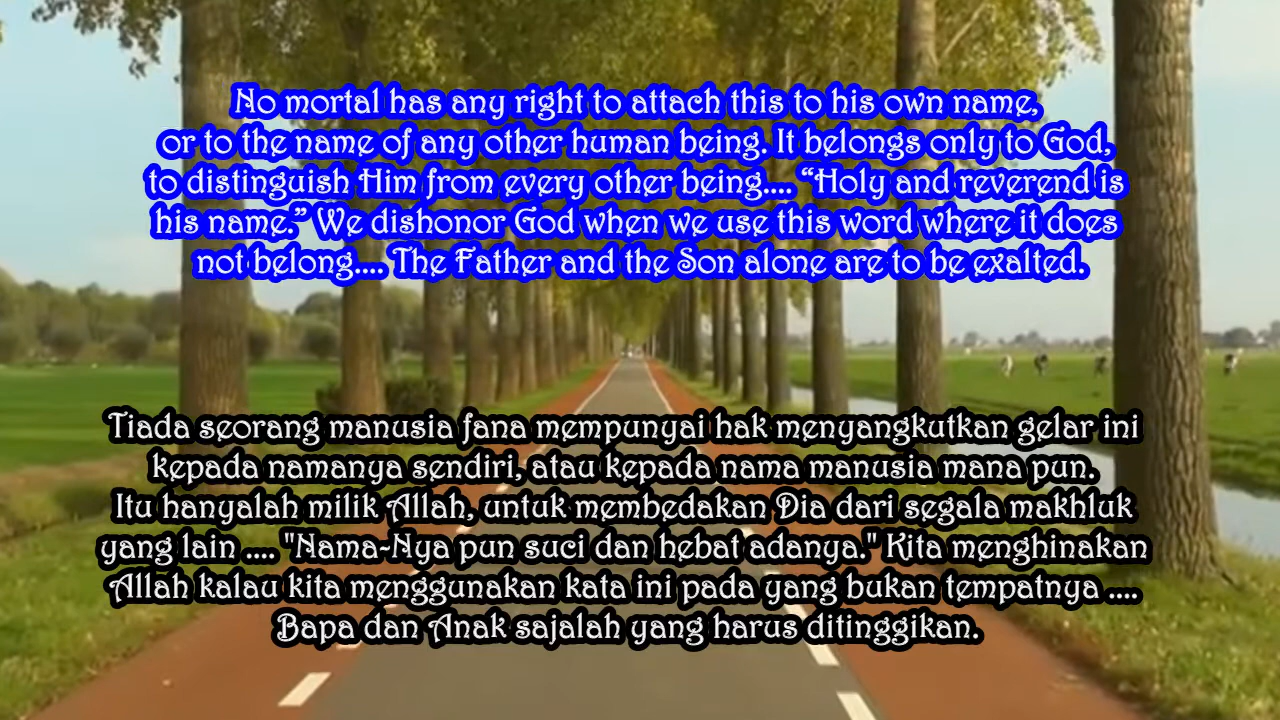 No mortal has any right to attach this to his own name,
or to the name of any other human being. It belongs only to God,
to distinguish Him from every other being.... “Holy and reverend is
his name.” We dishonor God when we use this word where it does
not belong.... The Father and the Son alone are to be exalted.
Tiada seorang manusia fana mempunyai hak menyangkutkan gelar ini
kepada namanya sendiri, atau kepada nama manusia mana pun.
Itu hanyalah milik Allah, untuk membedakan Dia dari segala makhluk
yang lain .... "Nama-Nya pun suci dan hebat adanya." Kita menghinakan
Allah kalau kita menggunakan kata ini pada yang bukan tempatnya ....
Bapa dan Anak sajalah yang harus ditinggikan.